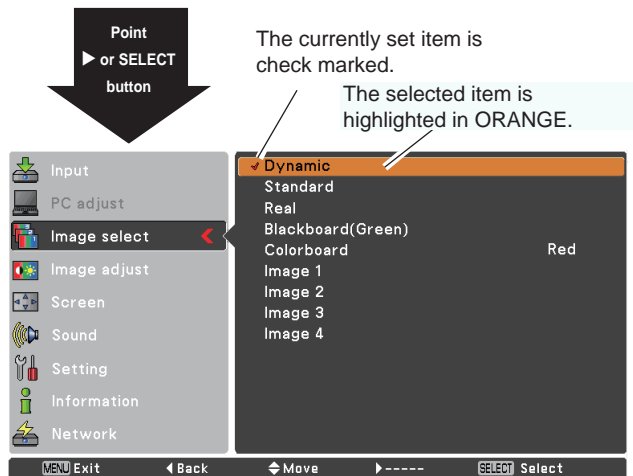 Point
▶ or SELECT
button
The currently set item is
check marked.
The selected item is
highlighted in ORANGE.
Input
PC adjust
Image select
Image adjust
Screen
Sound
Setting
Information
Network
Dynamic
Standard
Real
Blackboard(Green)
Colorboard Red
Image 1
Image 2
Image 3
Image 4
MENU Exit ◀Back ◆Move ▶----- SELECT Select